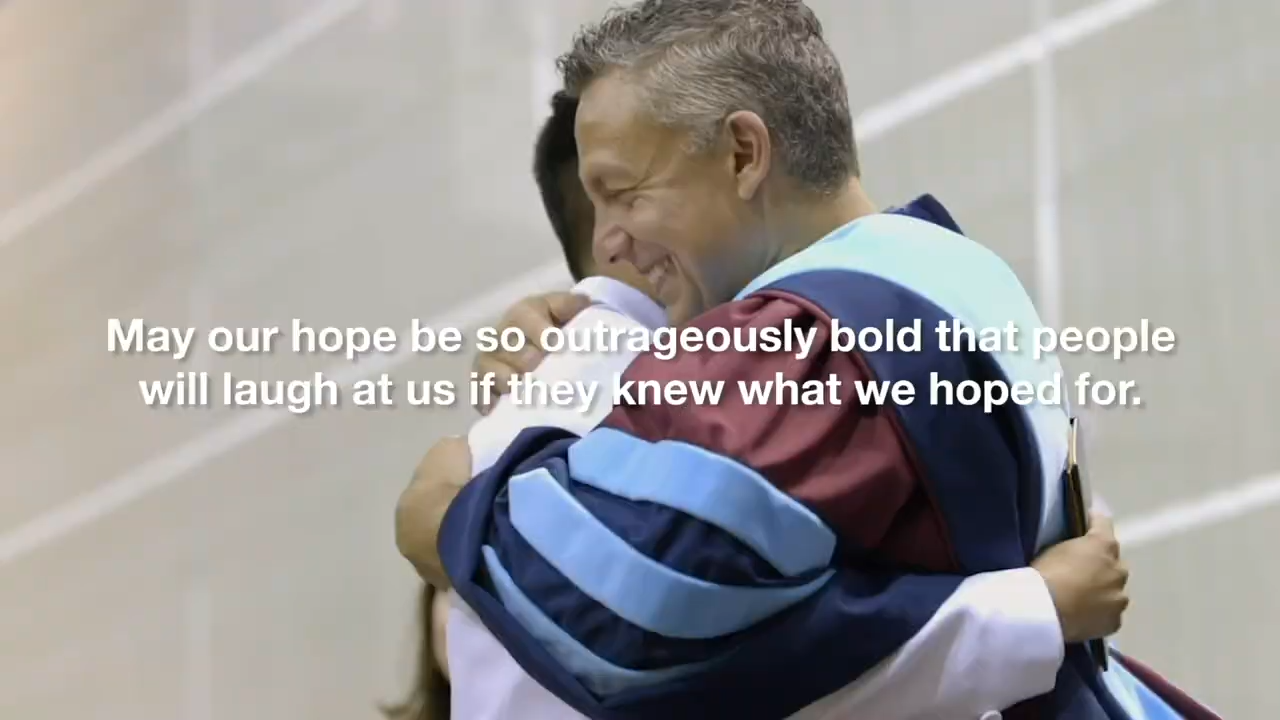 May our hope be so outrageously bold that people
will laugh at us if they knew what we hoped for.